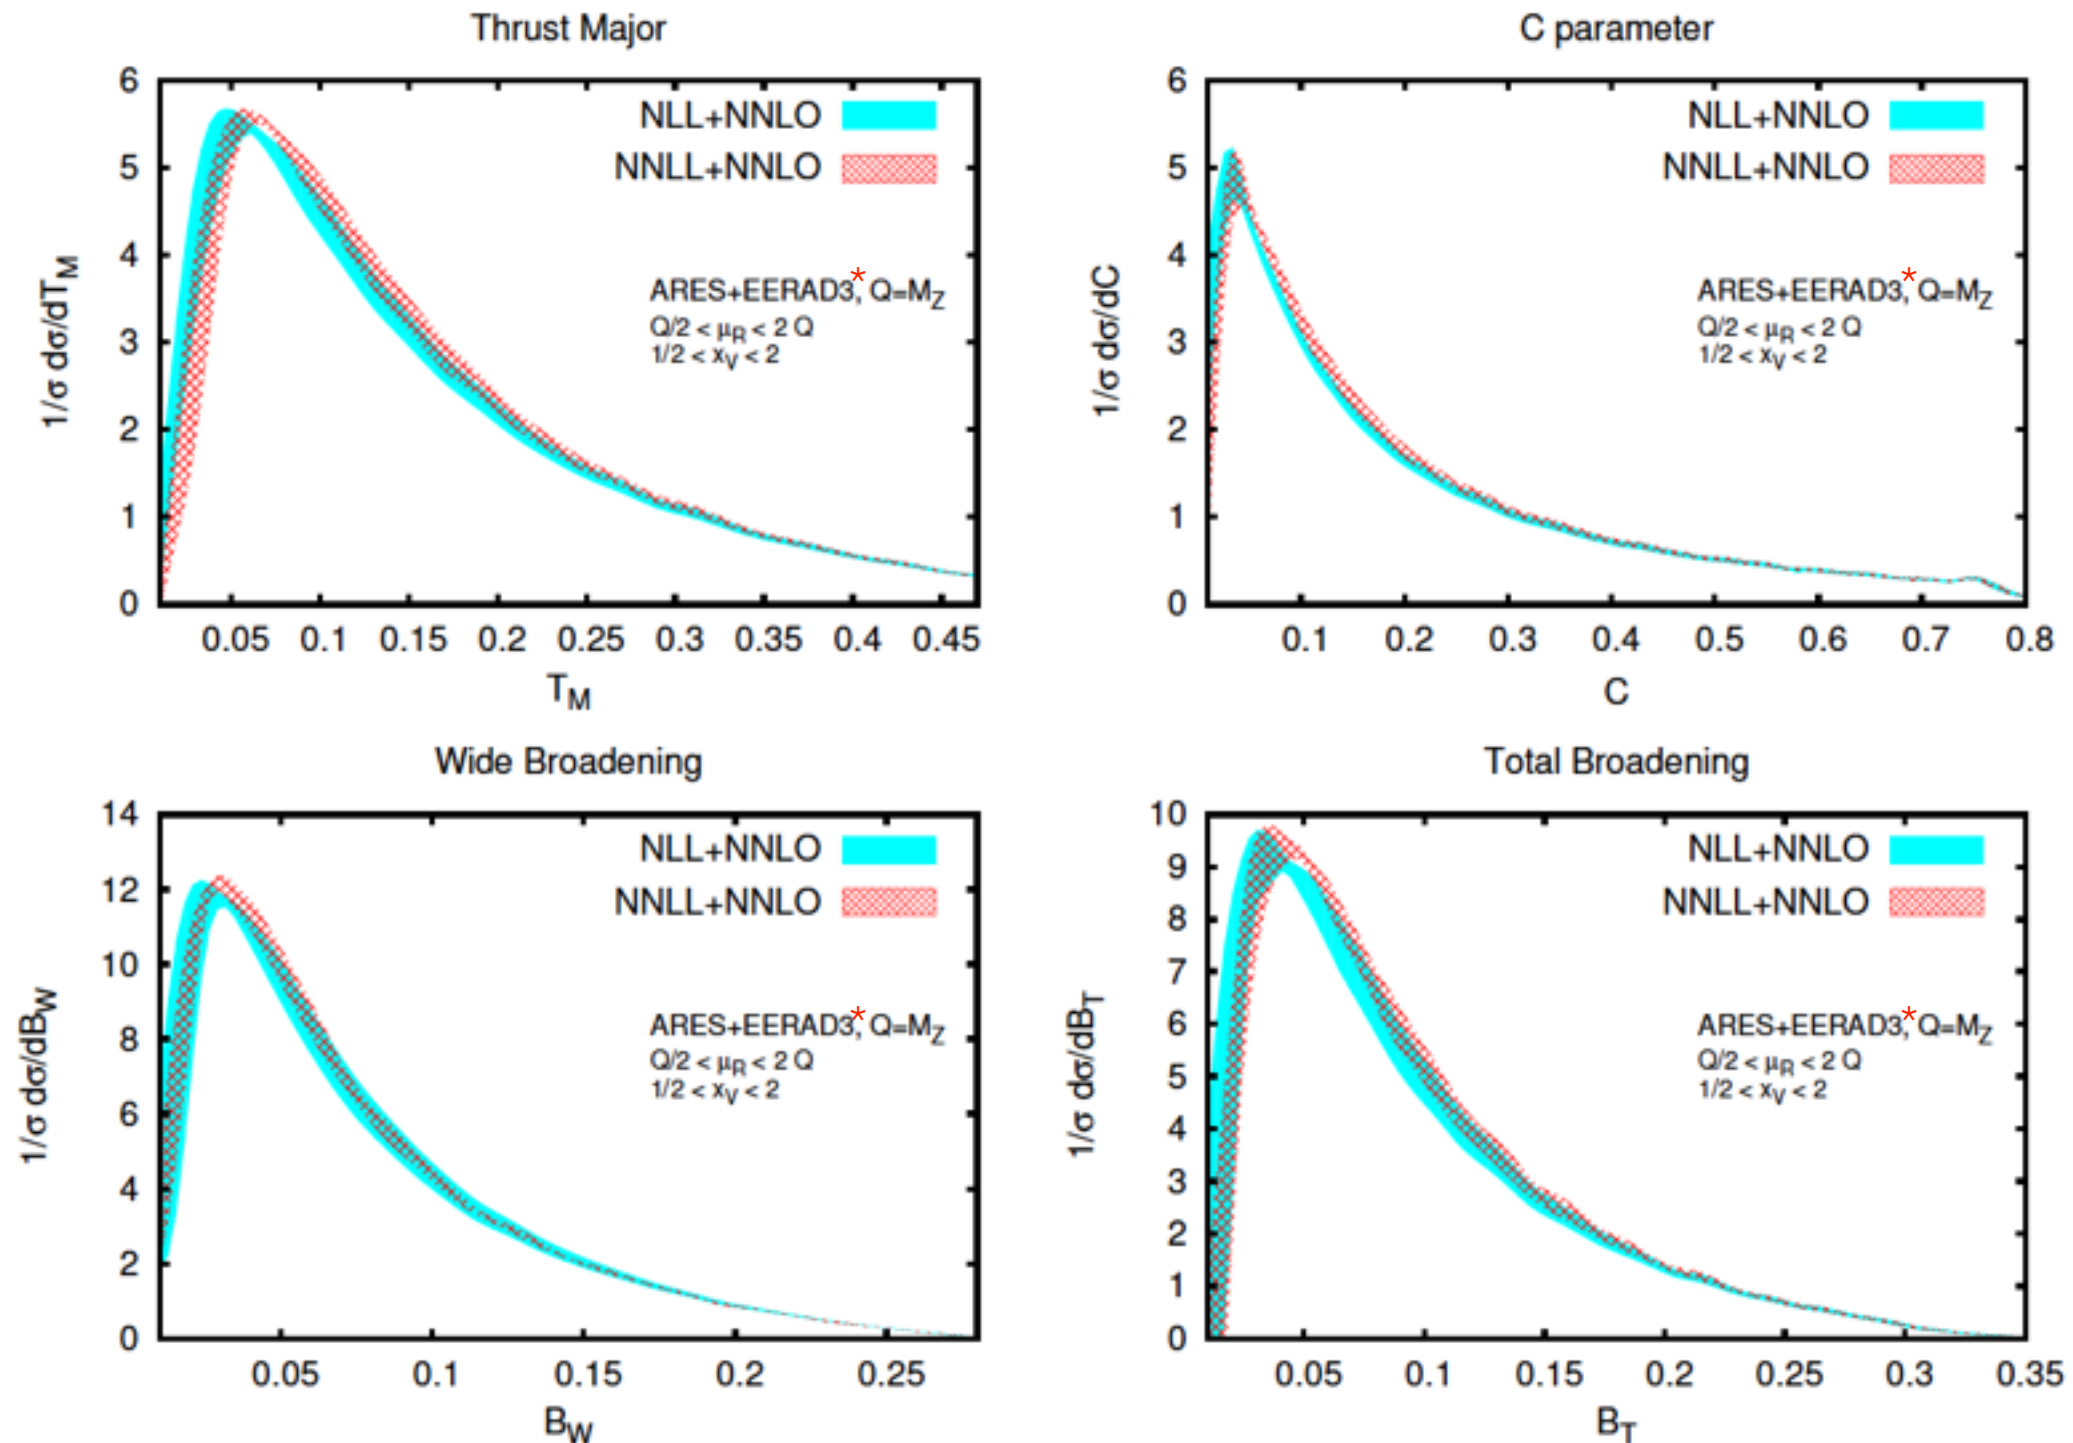 Thrust Major
6
5
4
3
2
1
0
1/σ dσ/dT_M
NLL+NNLO
NNLL+NNLO
ARES+EERAD3*, Q=M_Z
Q/2 < μ_R < 2 Q
1/2 < x_V < 2
0.05 0.1 0.15 0.2 0.25 0.3 0.35 0.4 0.45
T_M
C parameter
6
5
4
3
2
1
0
1/σ dσ/dC
NLL+NNLO
NNLL+NNLO
ARES+EERAD3*, Q=M_Z
Q/2 < μ_R < 2 Q
1/2 < x_V < 2
0.1 0.2 0.3 0.4 0.5 0.6 0.7 0.8
C
Wide Broadening
14
12
10
8
6
4
2
0
1/σ dσ/dB_W
NLL+NNLO
NNLL+NNLO
ARES+EERAD3*, Q=M_Z
Q/2 < μ_R < 2 Q
1/2 < x_V < 2
0.05 0.1 0.15 0.2 0.25
B_W
Total Broadening
10
9
8
7
6
5
4
3
2
1
0
1/σ dσ/dB_T
NLL+NNLO
NNLL+NNLO
ARES+EERAD3*, Q=M_Z
Q/2 < μ_R < 2 Q
1/2 < x_V < 2
0.05 0.1 0.15 0.2 0.25 0.3 0.35
B_T